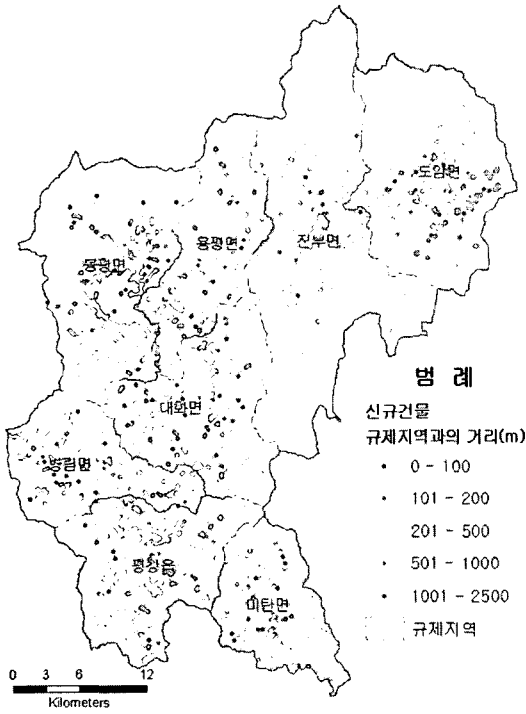 도암면
용평면
진부면
봉평면
대화면
방림면
평창읍
미탄면
범 례
신규건물
규제지역과의 거리(m)
0 - 100
101 - 200
201 - 500
501 - 1000
1001 - 2500
규제지역
0 3 6 12
Kilometers